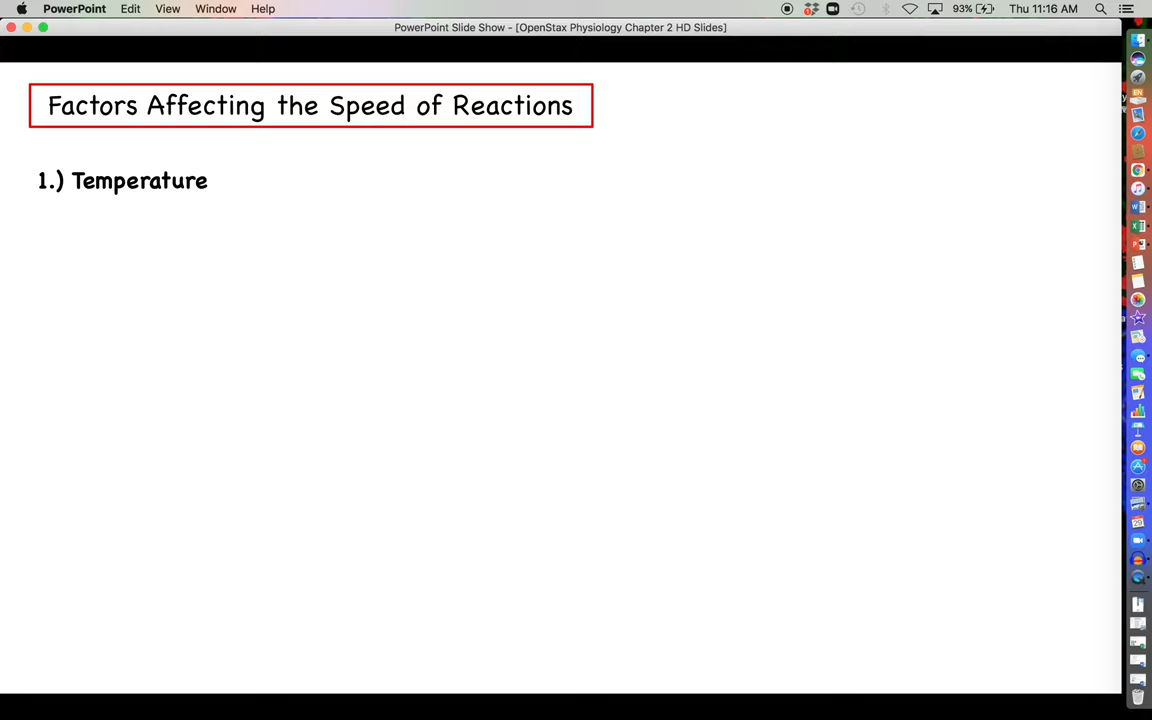 PowerPoint Edit View Window Help 93% Thu 11:16 AM
PowerPoint Slide Show - [OpenStax Physiology Chapter 2 HD Slides]
Factors Affecting the Speed of Reactions
1.) Temperature